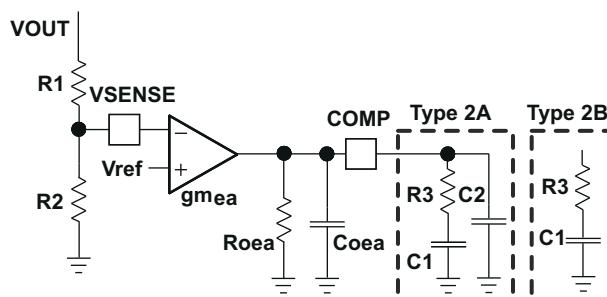 VOUT
R1
VSENSE
COMP
Type 2A
Type 2B
−
Vref
+
gmea
R2
R3
C2
R3
Roea
Coea
C1
C1